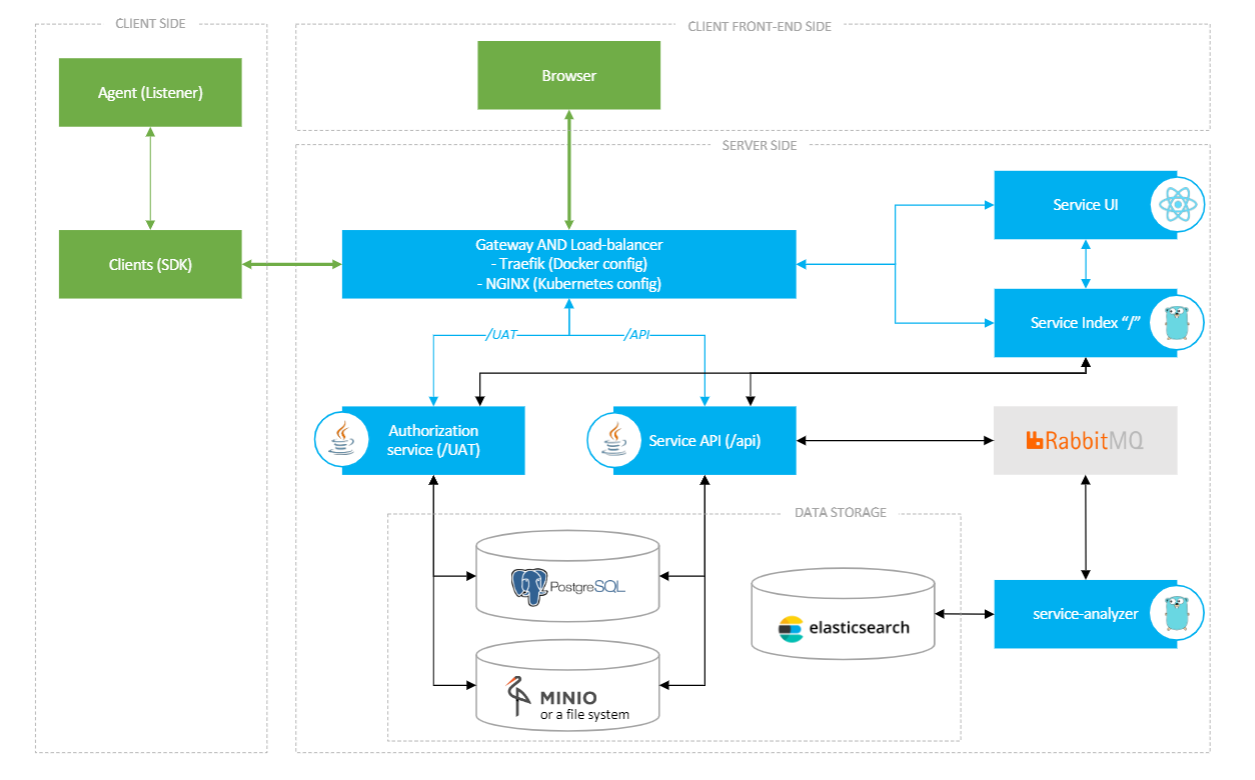 CLIENT SIDE
CLIENT FRONT-END SIDE
Agent (Listener)
Browser
SERVER SIDE
Service UI
Clients (SDK)
Gateway AND Load-balancer
- Traefik (Docker config)
- NGINX (Kubernetes config)
Service Index “/”
/UAT
/API
Authorization
service (/UAT)
Service API (/api)
RabbitMQ
DATA STORAGE
PostgreSQL
elasticsearch
service-analyzer
MINIO
or a file system